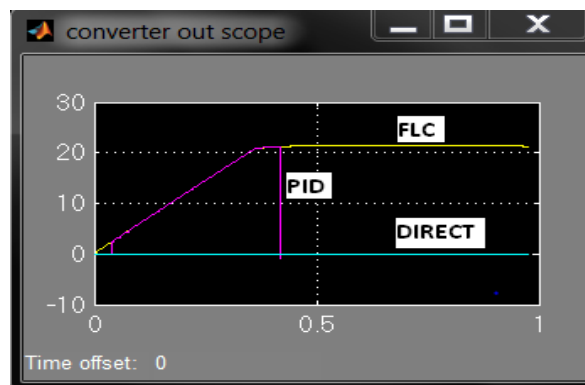 converter out scope
30
FLC
20
PID
10
DIRECT
0
-10
0 0.5 1
Time offset: 0